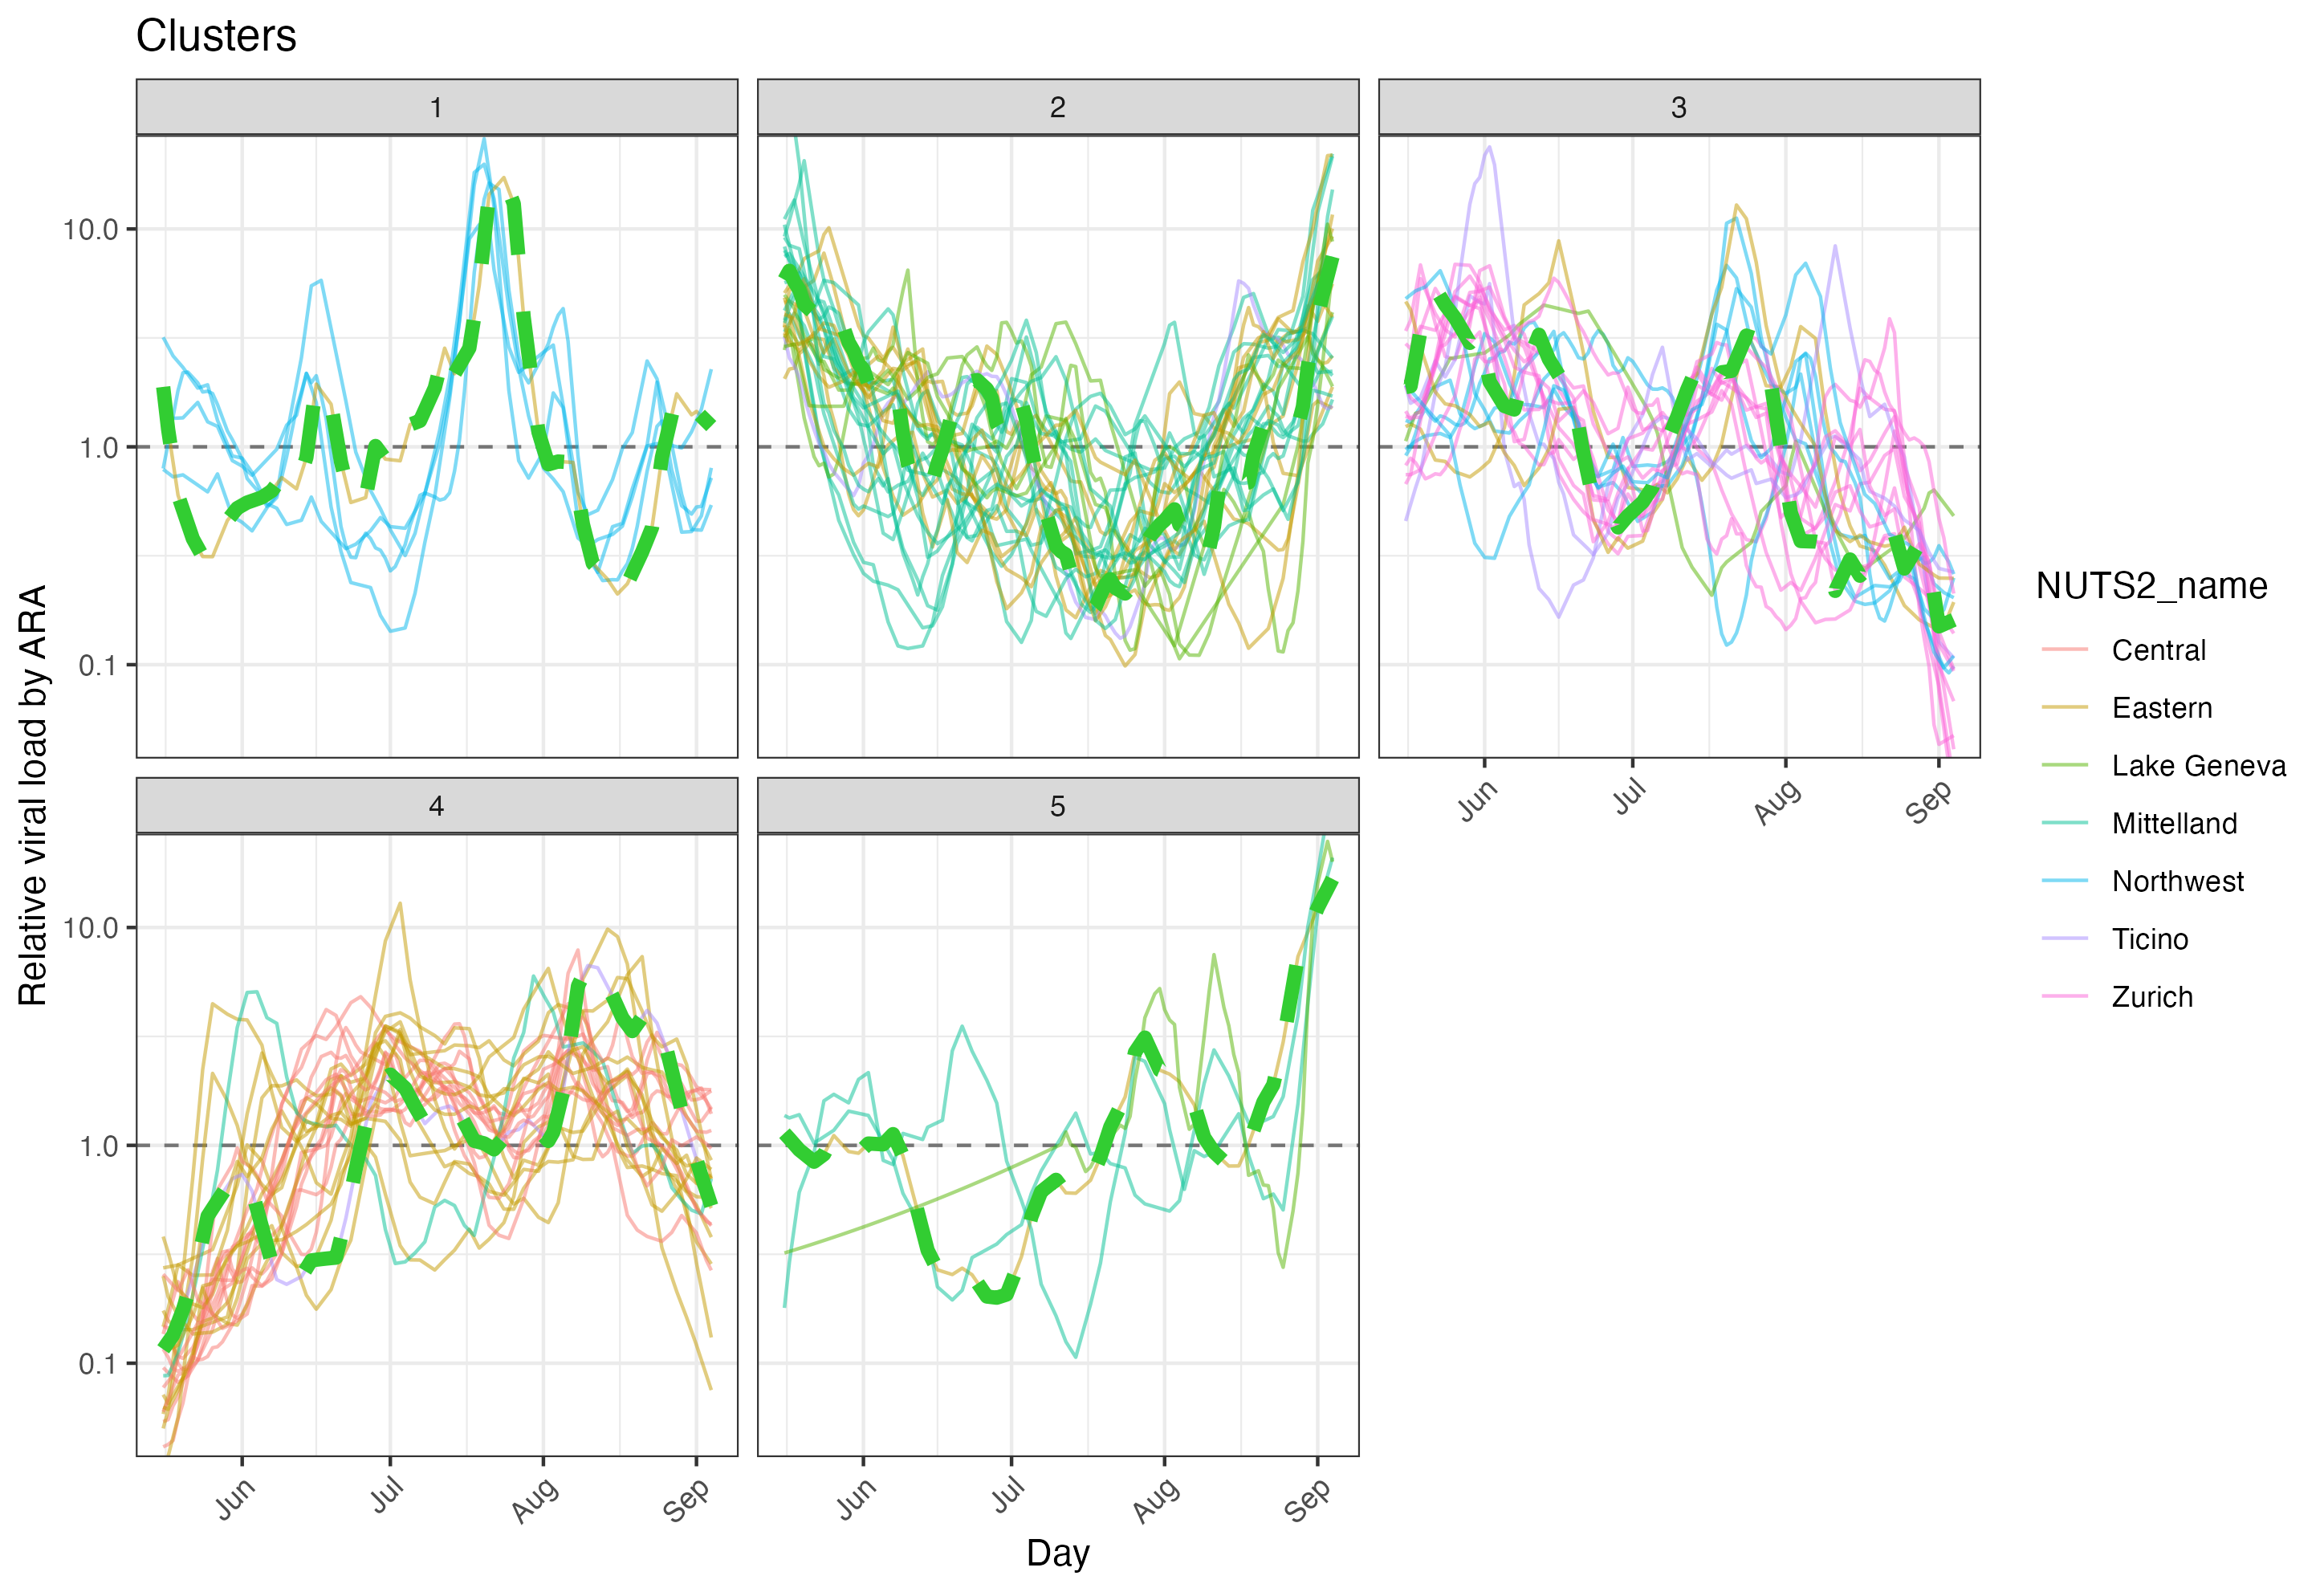 Clusters
1
2
3
10.0
1.0
0.1
Jun
Jul
Aug
Sep
4
5
10.0
1.0
0.1
Jun
Jul
Aug
Sep
Jun
Jul
Aug
Sep
Day
Relative viral load by ARA
NUTS2_name
Central
Eastern
Lake Geneva
Mittelland
Northwest
Ticino
Zurich